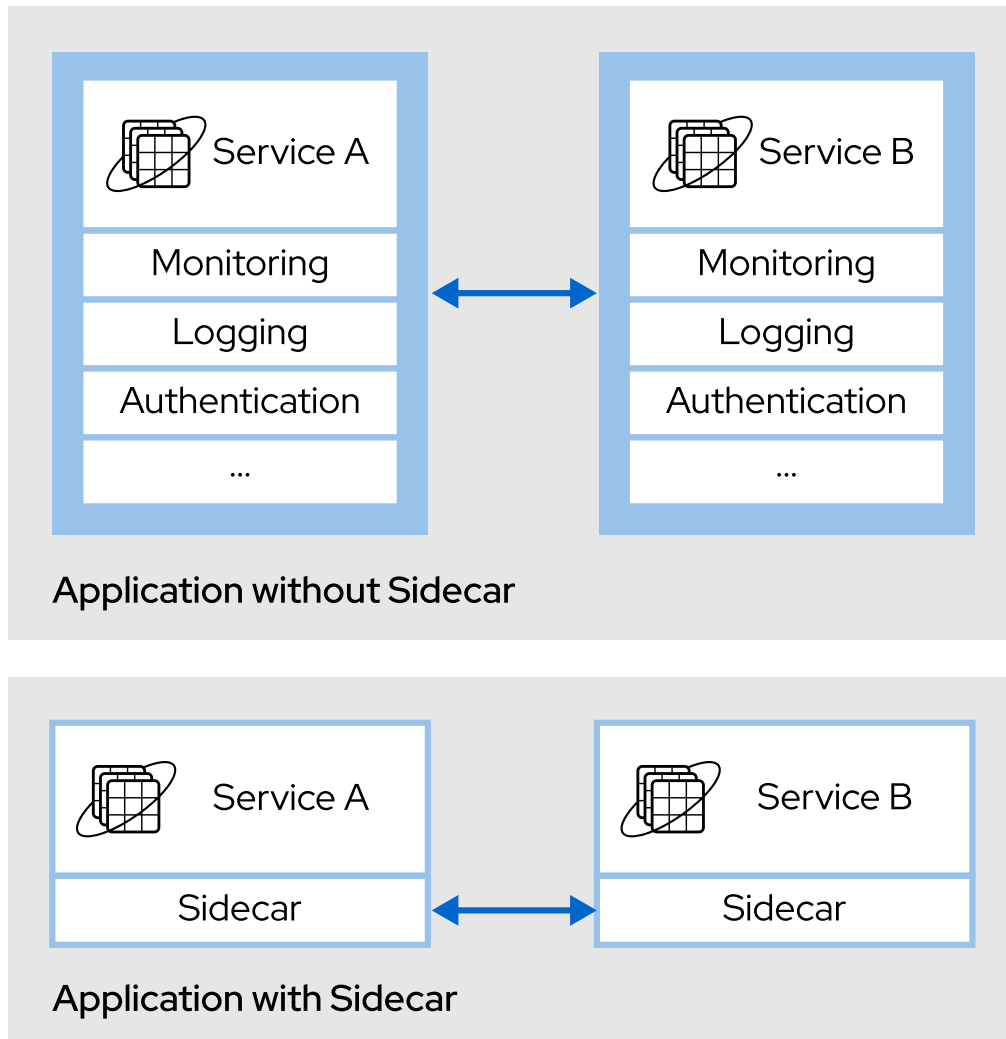 Service A
Monitoring
Logging
Authentication
...
Service B
Monitoring
Logging
Authentication
...
Application without Sidecar
Service A
Sidecar
Service B
Sidecar
Application with Sidecar